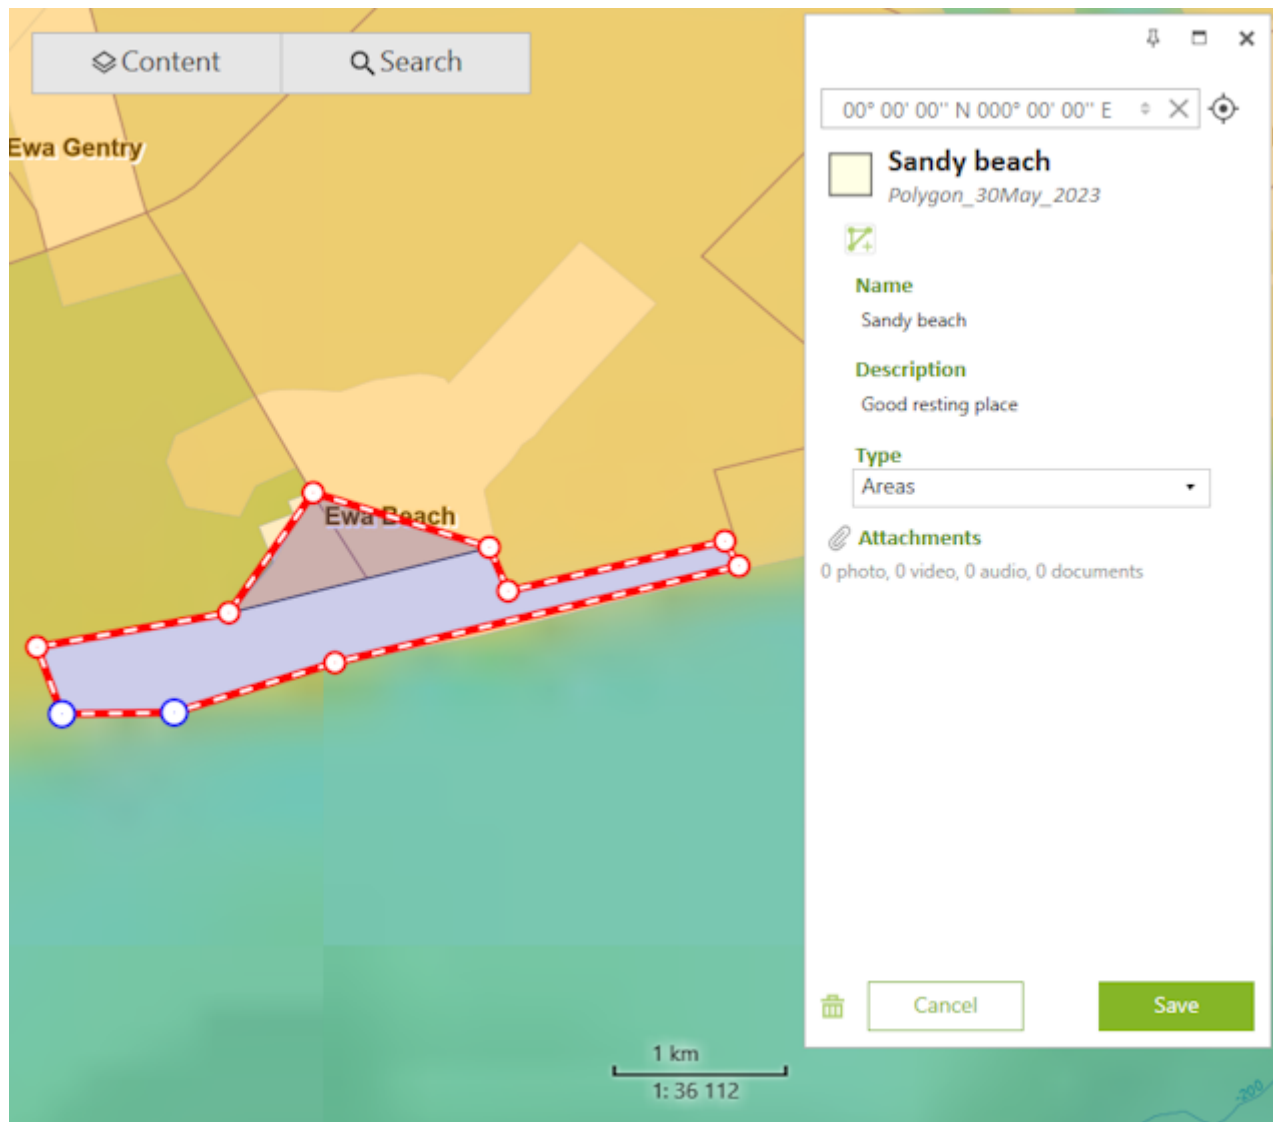 Content
Search
Ewa Gentry
Ewa Beach
1 km
1: 36 112
-200
00° 00' 00" N 000° 00' 00" E
Sandy beach
Polygon_30May_2023
Name
Sandy beach
Description
Good resting place
Type
Areas
Attachments
0 photo, 0 video, 0 audio, 0 documents
Cancel
Save